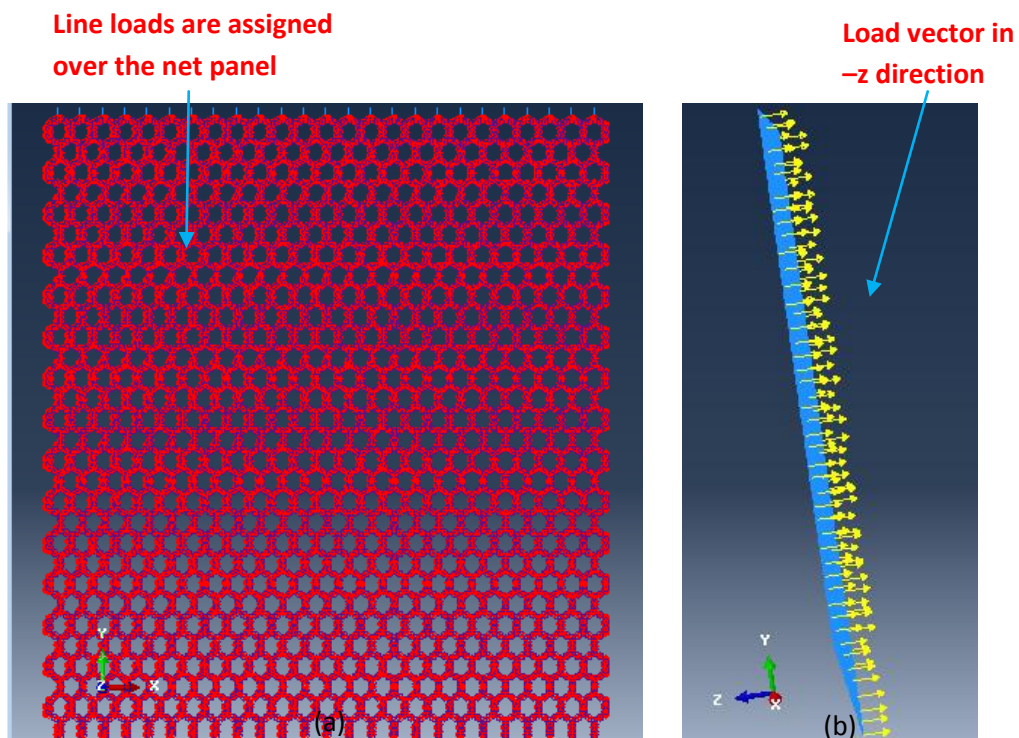 Line loads are assigned
over the net panel
Load vector in
–z direction
Y
Z
X
(a)
Y
Z
X
(b)